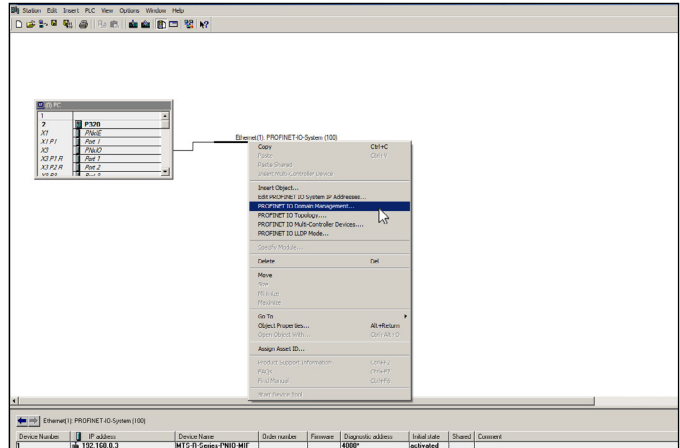 Station Edit Insert PLC View Options Window Help
(0) PC
1
2 P320
X1 PNxIE
X1 P1 Port 1
X3 PNxIO
X3 P1 R Port 1
X3 P2 R Port 2
Ethernet(1): PROFINET-IO-System (100)
Copy Ctrl+C
Paste Ctrl+V
Paste Shared
Insert Multi-Controller Device
Insert Object...
Edit PROFINET IO System IP Addresses...
PROFINET IO Domain Management...
PROFINET IO Topology....
PROFINET IO Multi-Controller Devices....
PROFINET IO LLDP Mode...
Specify Module...
Delete Del
Move
Size
Minimize
Maximize
Go To
Object Properties... Alt+Return
Open Object With... Ctrl+Alt+O
Assign Asset ID...
Product Support Information Ctrl+F2
FAQs Ctrl+F7
Find Manual Ctrl+F6
Start Device Tool
Ethernet(1): PROFINET-IO-System (100)
Device Number IP address Device Name Order number Firmware Diagnostic address Initial state Shared Comment
1 192.168.0.3 MTS-R-Series-PNIO-MIF 4000* activated